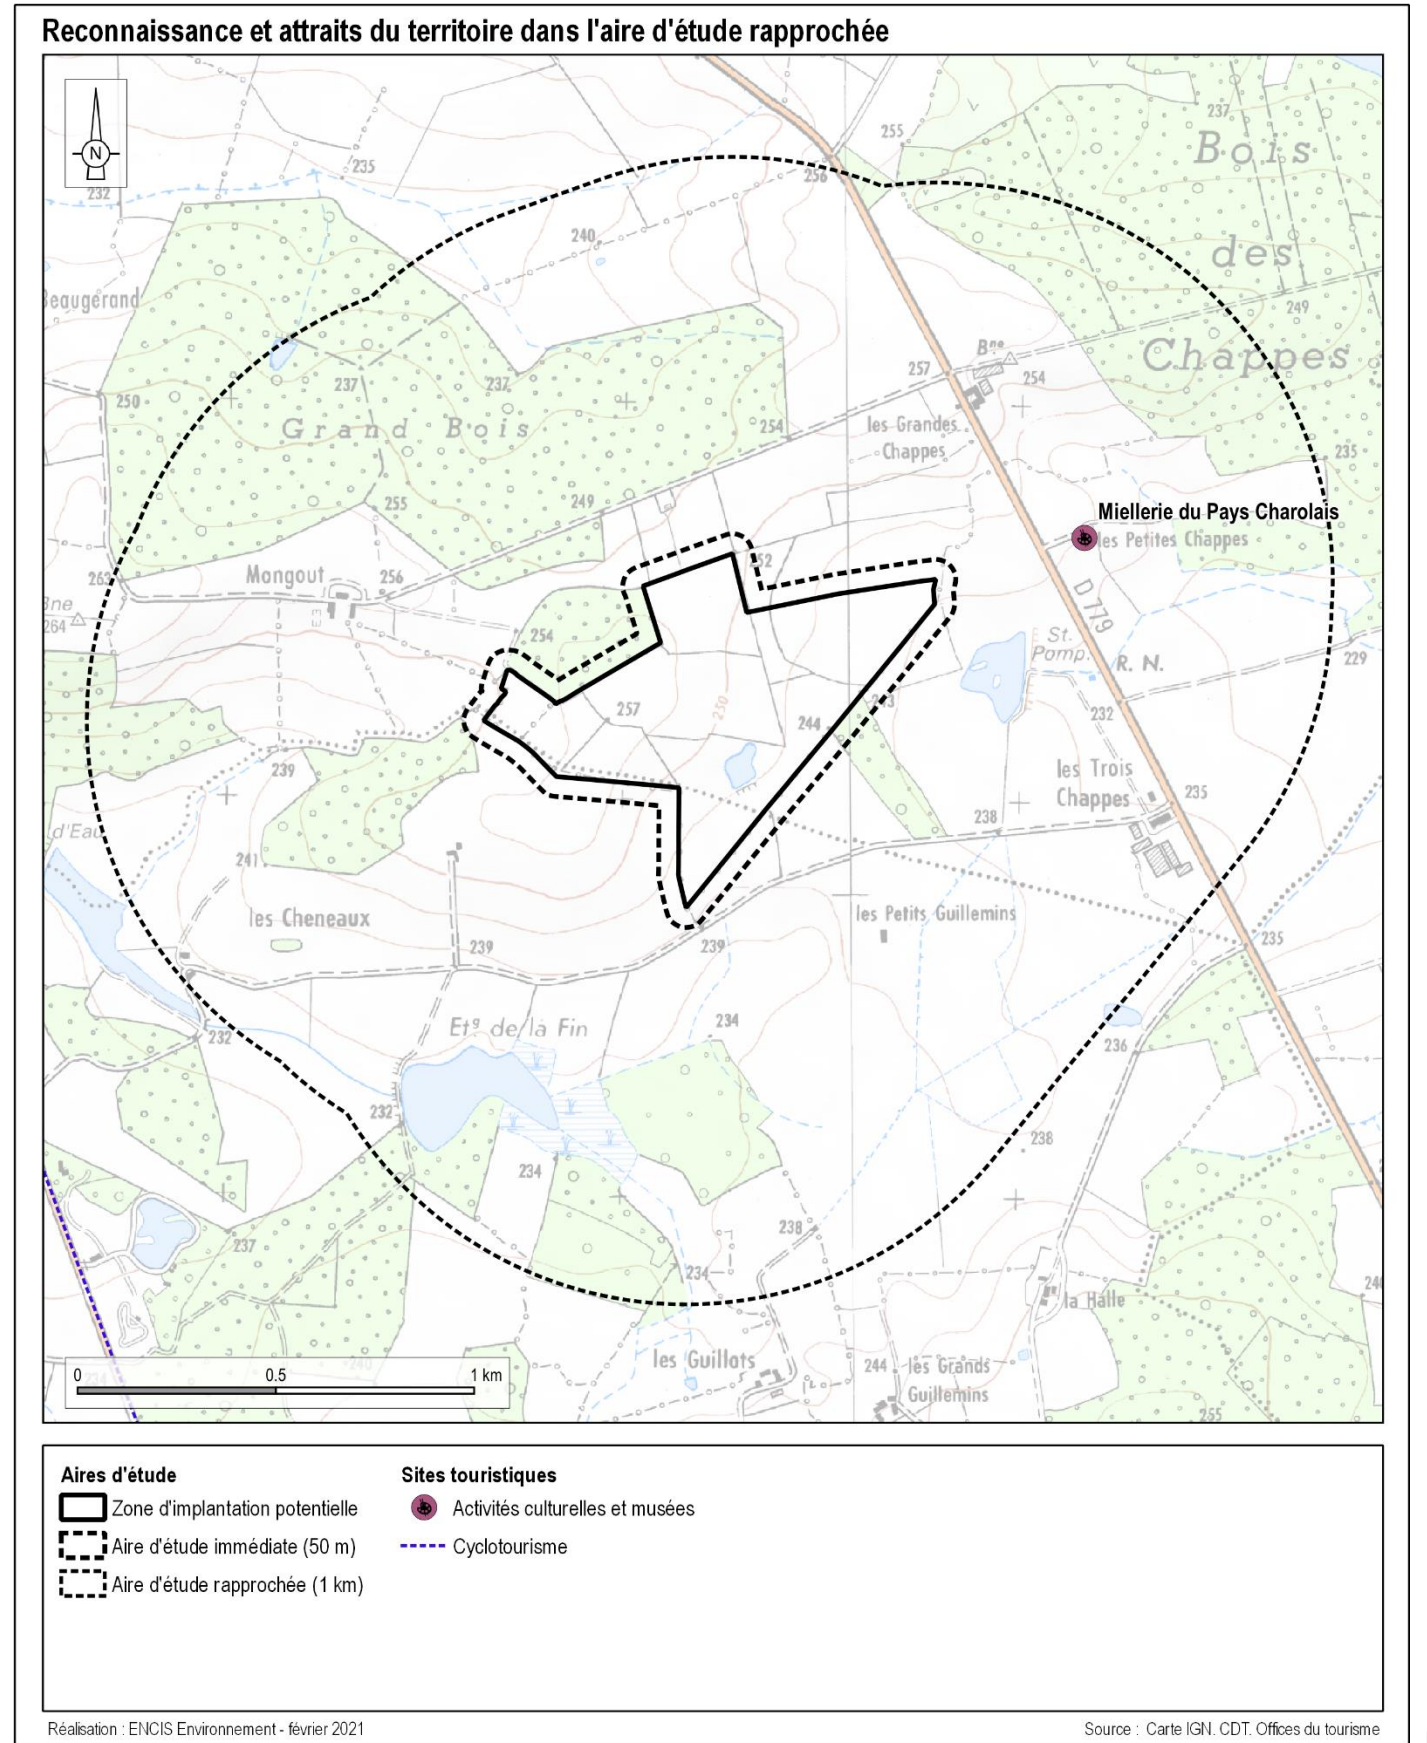 Reconnaissance et attraits du territoire dans l'aire d'étude rapprochée
N
232
235
255
237
256
Bois
des
Chappes
240
249
Beaugerand
Bne
257
254
250
237
237
Grand Bois
254
les Grandes
Chappes
235
255
249
Miellerie du Pays Charolais
les Petites Chappes
263
Mongout
256
252
D 779
Bne
264
254
St.
Pomp.
R. N.
229
257
250
243
244
232
239
les Trois
Chappes
235
238
d'Eau
241
les Cheneaux
les Petits Guillemins
239
239
235
Etg de la Fin
234
232
236
232
238
234
237
238
234
la Halle
240
les Guillots
244
les Grands
Guillemins
255
0 0.5 1 km
234
240
Aires d'étude
Zone d'implantation potentielle
Aire d'étude immédiate (50 m)
Aire d'étude rapprochée (1 km)
Sites touristiques
Activités culturelles et musées
Cyclotourisme
Réalisation : ENCIS Environnement - février 2021
Source : Carte IGN. CDT. Offices du tourisme